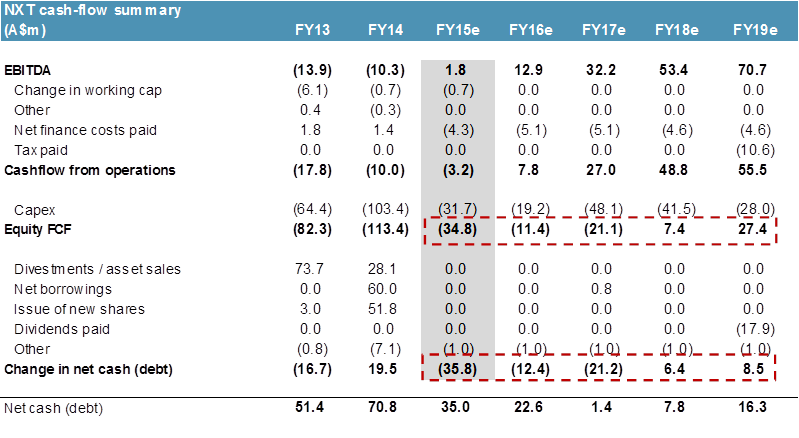 NXT cash-flow summary
(A$m) FY13 FY14 FY15e FY16e FY17e FY18e FY19e
EBITDA (13.9) (10.3) 1.8 12.9 32.2 53.4 70.7
Change in working cap (6.1) (0.7) (0.7) 0.0 0.0 0.0 0.0
Other 0.4 (0.3) 0.0 0.0 0.0 0.0 0.0
Net finance costs paid 1.8 1.4 (4.3) (5.1) (5.1) (4.6) (4.6)
Tax paid 0.0 0.0 0.0 0.0 0.0 0.0 (10.6)
Cashflow from operations (17.8) (10.0) (3.2) 7.8 27.0 48.8 55.5
Capex (64.4) (103.4) (31.7) (19.2) (48.1) (41.5) (28.0)
Equity FCF (82.3) (113.4) (34.8) (11.4) (21.1) 7.4 27.4
Divestments / asset sales 73.7 28.1 0.0 0.0 0.0 0.0 0.0
Net borrowings 0.0 60.0 0.0 0.0 0.8 0.0 0.0
Issue of new shares 3.0 51.8 0.0 0.0 0.0 0.0 0.0
Dividends paid 0.0 0.0 0.0 0.0 0.0 0.0 (17.9)
Other (0.8) (7.1) (1.0) (1.0) (1.0) (1.0) (1.0)
Change in net cash (debt) (16.7) 19.5 (35.8) (12.4) (21.2) 6.4 8.5
Net cash (debt) 51.4 70.8 35.0 22.6 1.4 7.8 16.3